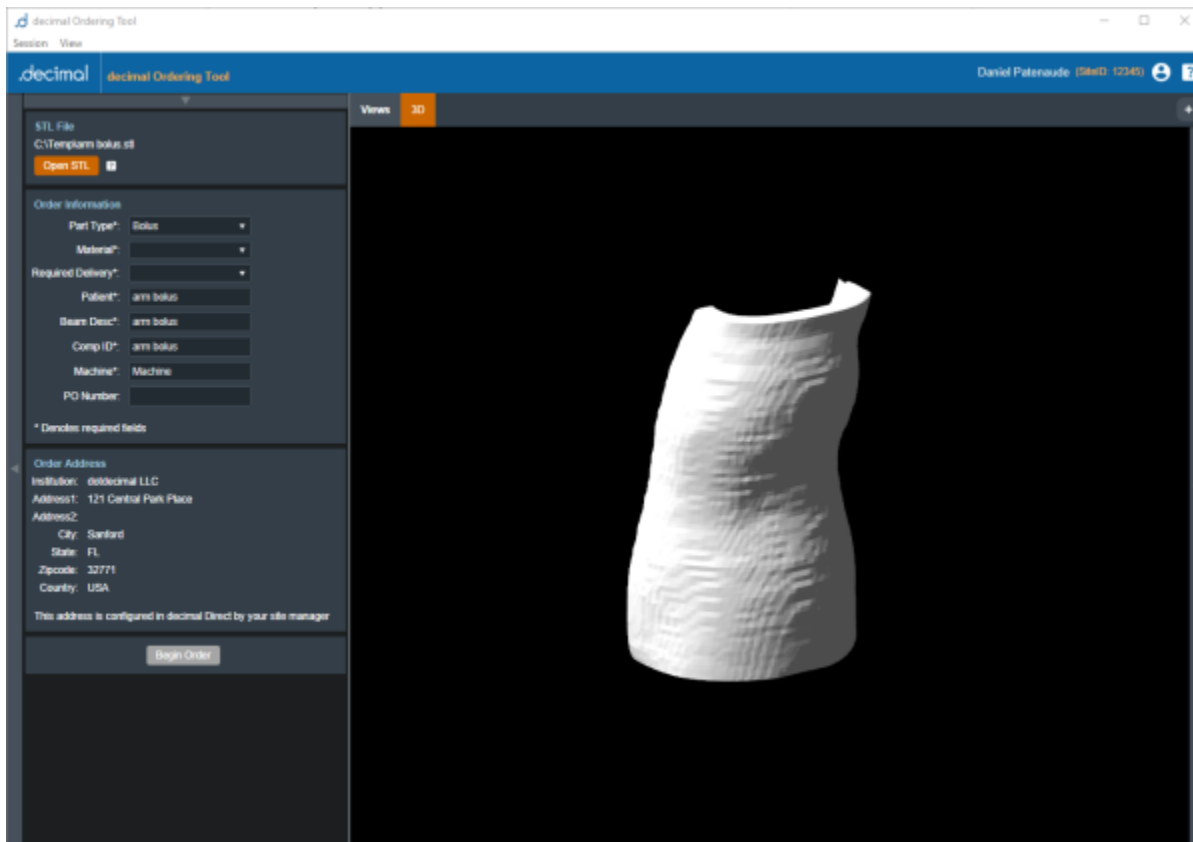 decimal Ordering Tool
Session View
.decimal decimal Ordering Tool Daniel Patenaude (SiteID: 12345) ?
Views 3D +
STL File
C:\Temp\arm bolus.stl
Open STL ?
Order Information
Part Type*: Bolus
Material*:
Required Delivery*:
Patient*: arm bolus
Beam Desc*: arm bolus
Comp ID*: arm bolus
Machine*: Machine
PO Number:
* Denotes required fields
Order Address
Institution: dotdecimal LLC
Address1: 121 Central Park Place
Address2:
City: Sanford
State: FL
Zipcode: 32771
Country: USA
This address is configured in decimal Direct by your site manager
Begin Order